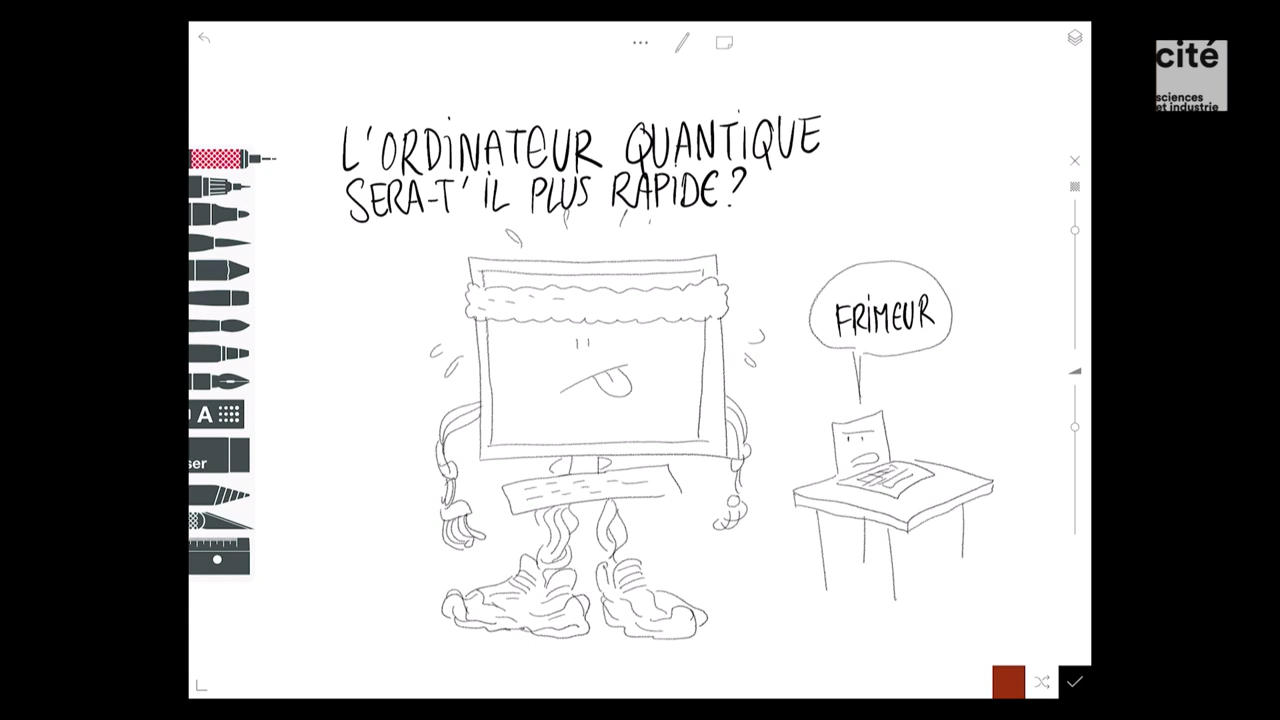 cité
sciences
et industrie
L'ORDINATEUR QUANTIQUE
SERA-T'IL PLUS RAPIDE?
FRIMEUR
A
ser